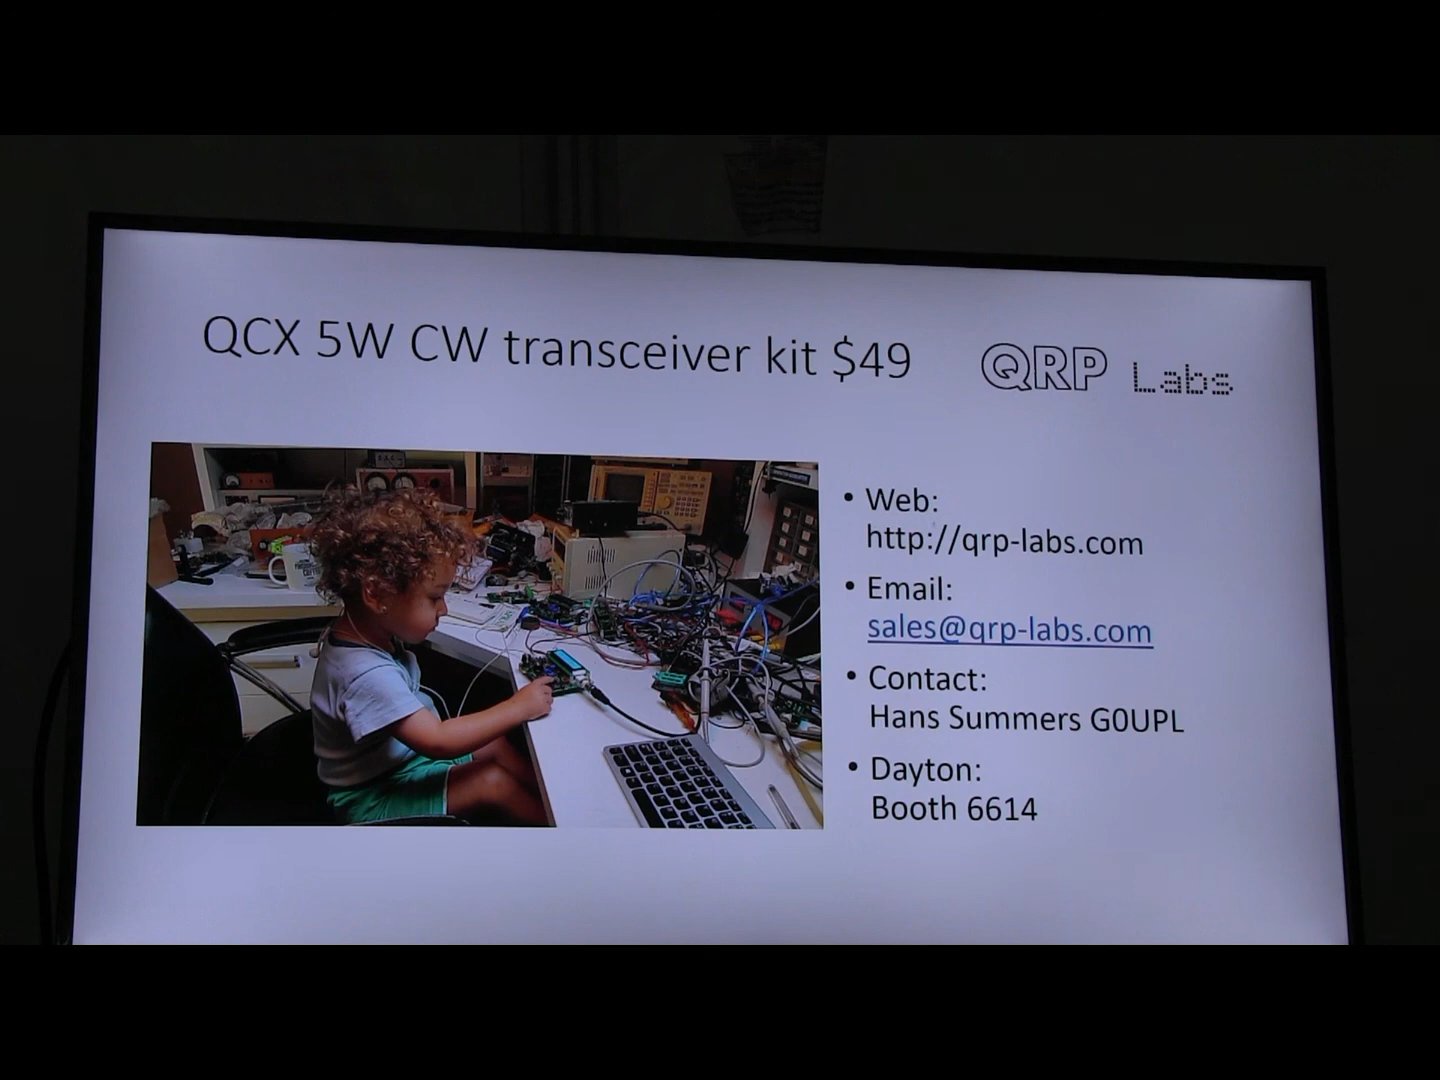 QCX 5W CW transceiver kit $49
QRP Labs
• Web:
http://qrp-labs.com
• Email:
sales@qrp-labs.com
• Contact:
Hans Summers G0UPL
• Dayton:
Booth 6614